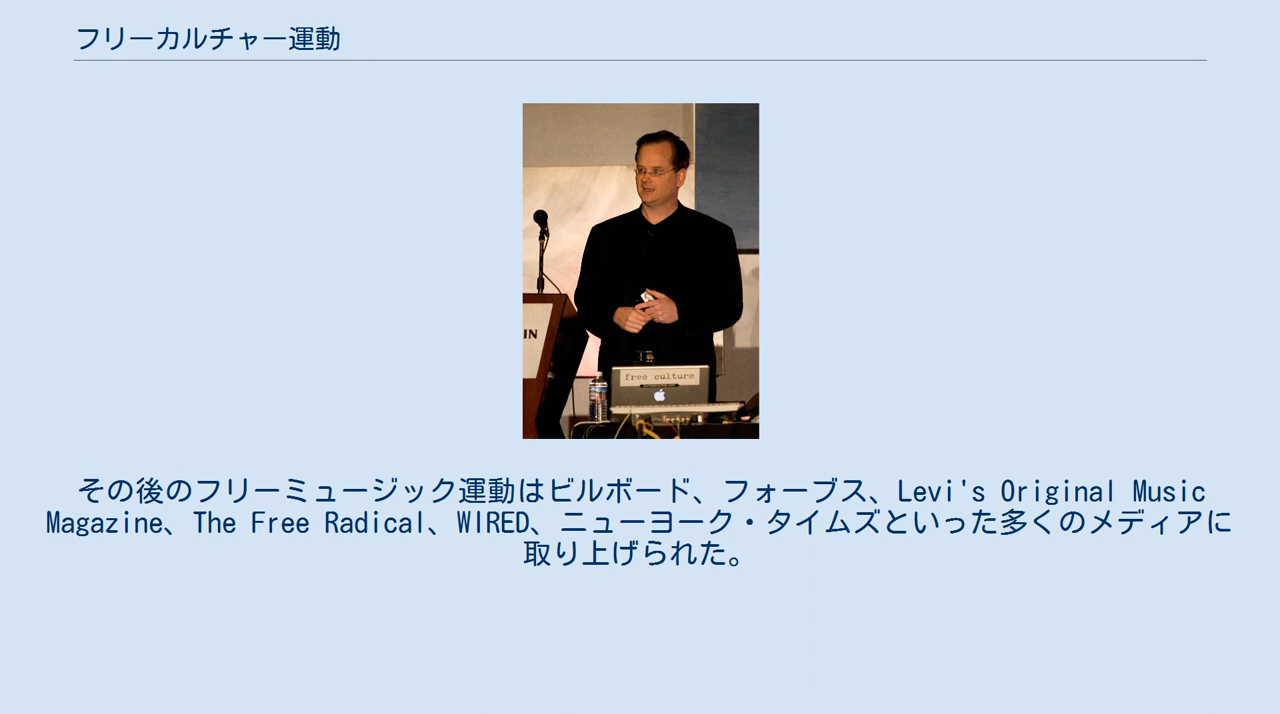 フリーカルチャー運動
IN
free culture
その後のフリーミュージック運動はビルボード、フォーブス、Levi's Original Music
Magazine、The Free Radical、WIRED、ニューヨーク・タイムズといった多くのメディアに
取り上げられた。